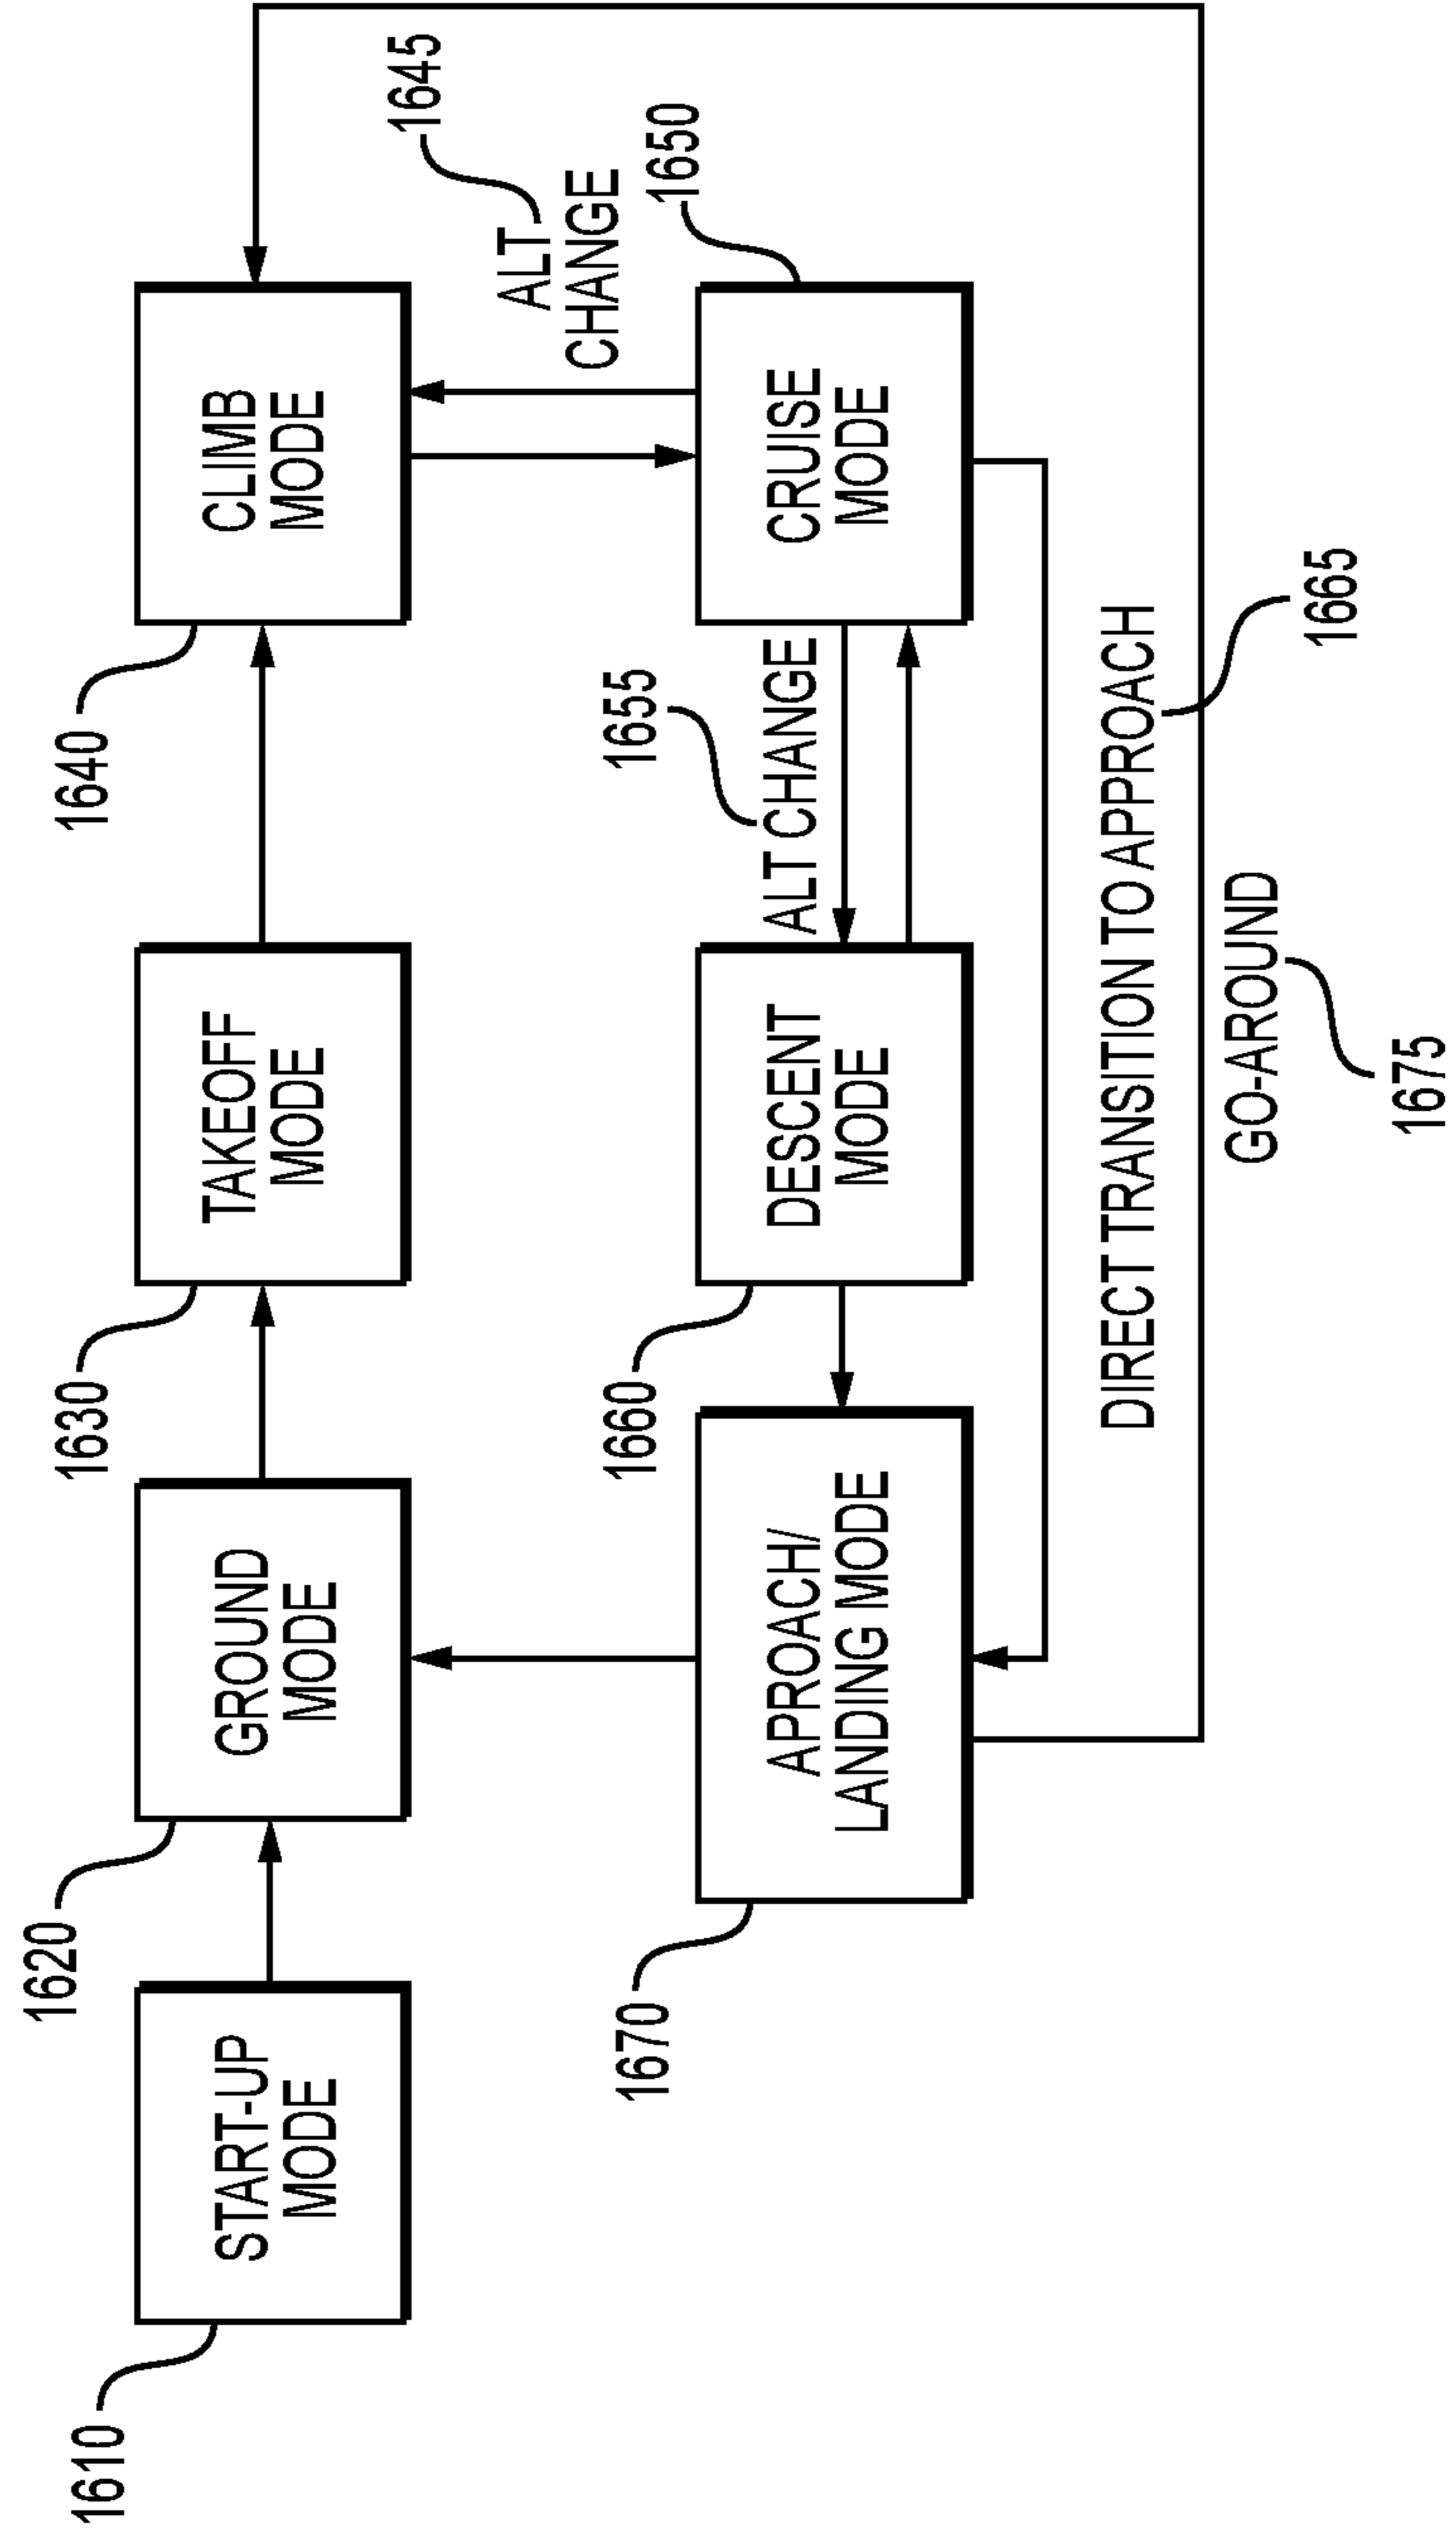 1610
START-UP
MODE
1620
GROUND
MODE
1630
TAKEOFF
MODE
1640
CLIMB
MODE
1645
ALT
CHANGE
1670
APROACH/
LANDING MODE
1660
DESCENT
MODE
1655
ALT CHANGE
1650
CRUISE
MODE
DIRECT TRANSITION TO APPROACH
1665
GO-AROUND
1675